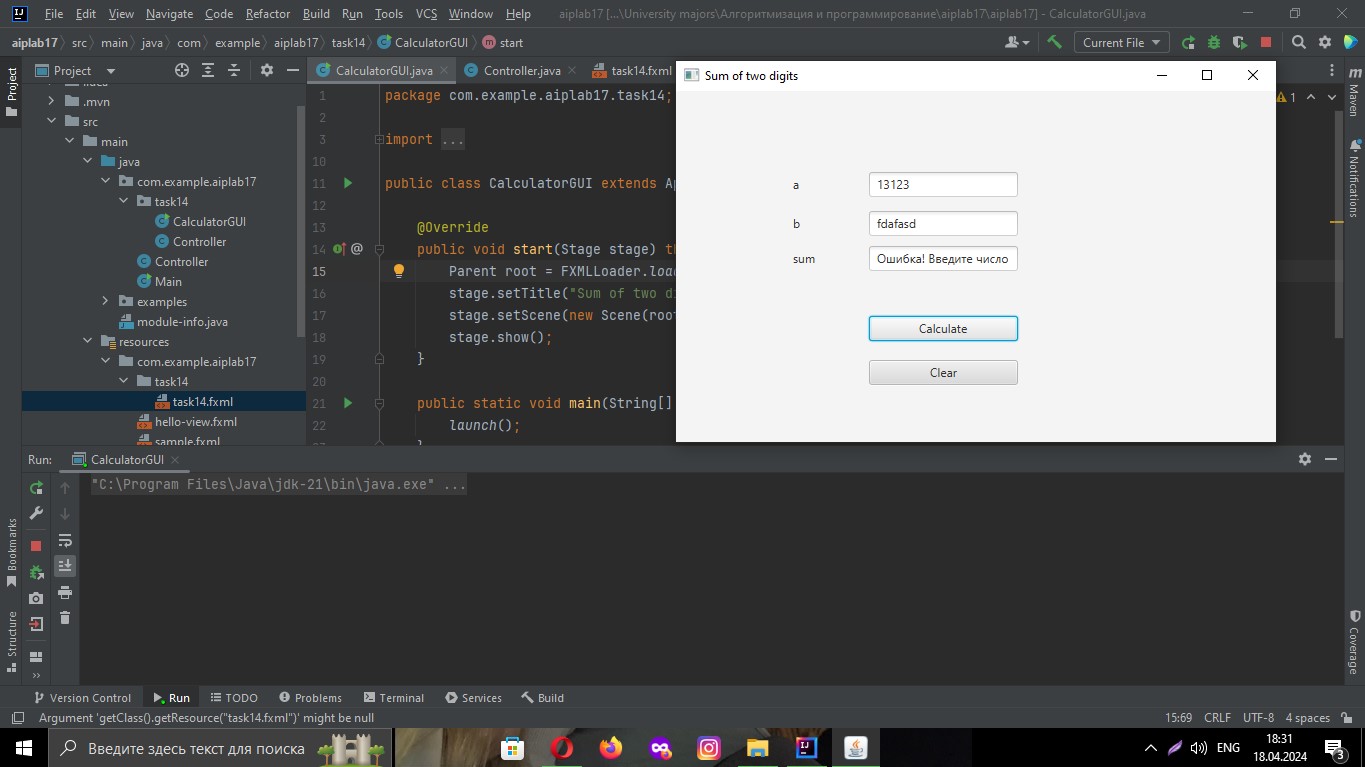 File Edit View Navigate Code Refactor Build Run Tools VCS Window Help aiplab17 [...\University majors\Алгоритмизация и программирование\aiplab17\aiplab17] - CalculatorGUI.java
aiplab17 src main java com example aiplab17 task14 CalculatorGUI start
Current File
Project
Project
CalculatorGUI.java
Controller.java
task14.fxml
.mvn
src
main
java
com.example.aiplab17
task14
CalculatorGUI
Controller
Controller
Main
examples
module-info.java
resources
com.example.aiplab17
task14
task14.fxml
hello-view.fxml
sample.fxml
1 package com.example.aiplab17.task14;
2
3 import ...
10
11 public class CalculatorGUI extends Ap
12
13 @Override
14 @ public void start(Stage stage) th
15 Parent root = FXMLLoader.loa
16 stage.setTitle("Sum of two di
17 stage.setScene(new Scene(root
18 stage.show();
19 }
20
21 public static void main(String[]
22 launch();
Sum of two digits
a 13123
b fdafasd
sum Ошибка! Введите число
Calculate
Clear
1
Maven
Notifications
Coverage
Run: CalculatorGUI
"C:\Program Files\Java\jdk-21\bin\java.exe" ...
Bookmarks
Structure
Version Control Run TODO Problems Terminal Services Build
Argument 'getClass().getResource("task14.fxml")' might be null
15:69 CRLF UTF-8 4 spaces
Введите здесь текст для поиска
ENG
18:31
18.04.2024
3